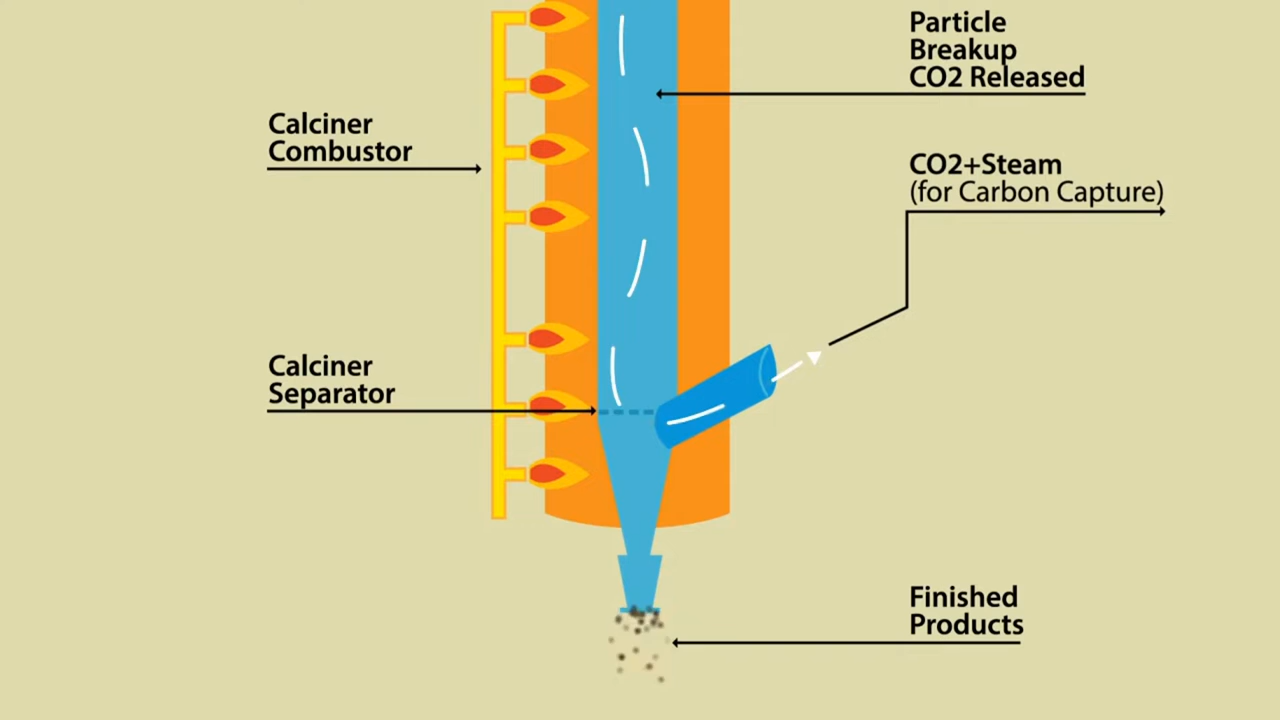 Particle
Breakup
CO2 Released
Calciner
Combustor
CO2+Steam
(for Carbon Capture)
Calciner
Separator
Finished
Products